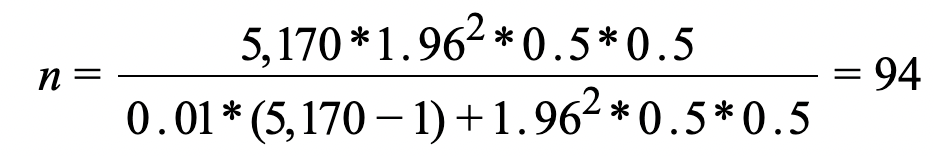 n = \frac{5,170*1.96^2*0.5*0.5}{0.01*(5,170-1)+1.96^2*0.5*0.5} = 94